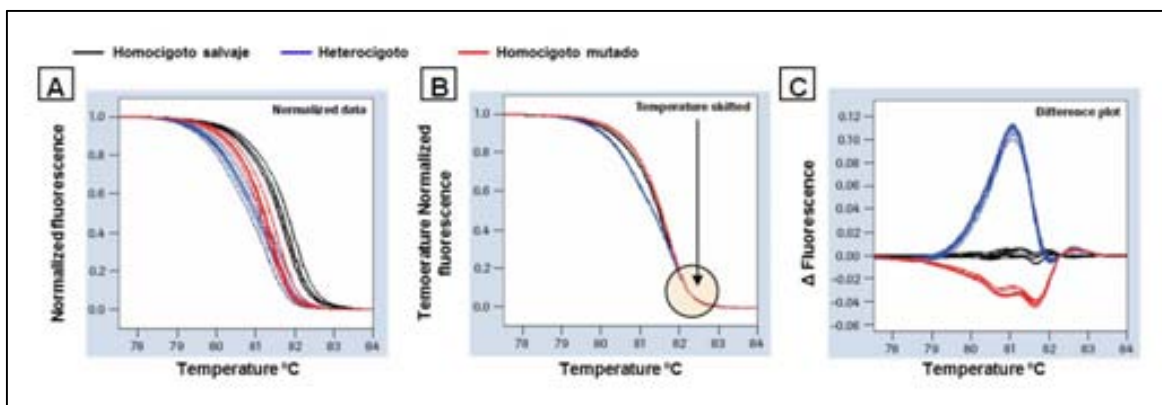 Homocigoto salvaje Heterocigoto Homocigoto mutado
A
Normalized data
Normalized fluorescence
1.0
0.8
0.6
0.4
0.2
0.0
78 79 80 81 82 83 84
Temperature ºC
B
Temperature shifted
Temoerature Normalized
fluorescence
1.0
0.8
0.6
0.4
0.2
0.0
78 79 80 81 82 83 84
Temperature ºC
C
Difference plot
Δ Fluorescence
0.12
0.10
0.08
0.06
0.04
0.02
0.00
−0.02
−0.04
−0.06
78 79 80 81 82 83 84
Temperature ºC